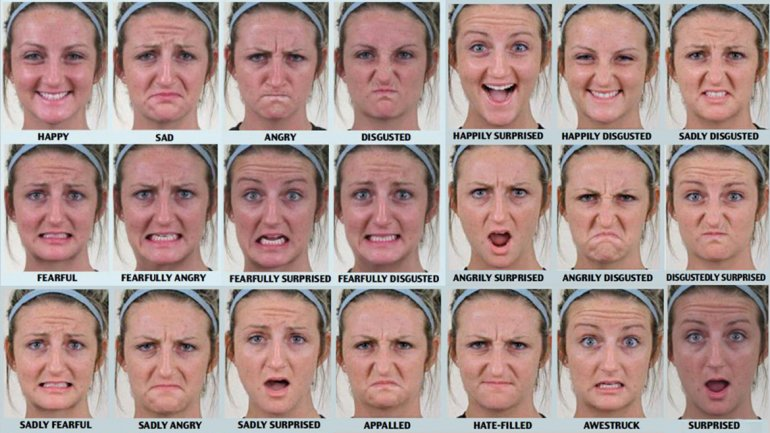 HAPPY
SAD
ANGRY
DISGUSTED
HAPPILY SURPRISED
HAPPILY DISGUSTED
SADLY DISGUSTED
FEARFUL
FEARFULLY ANGRY
FEARFULLY SURPRISED
FEARFULLY DISGUSTED
ANGRILY SURPRISED
ANGRILY DISGUSTED
DISGUSTEDLY SURPRISED
SADLY FEARFUL
SADLY ANGRY
SADLY SURPRISED
APPALLED
HATE-FILLED
AWESTRUCK
SURPRISED